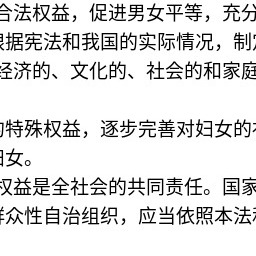 合法权益，促进男女平等，充分
根据宪法和我国的实际情况，制定
经济的、文化的、社会的和家庭
的特殊权益，逐步完善对妇女的社
妇女。
权益是全社会的共同责任。国家
群众性自治组织，应当依照本法和